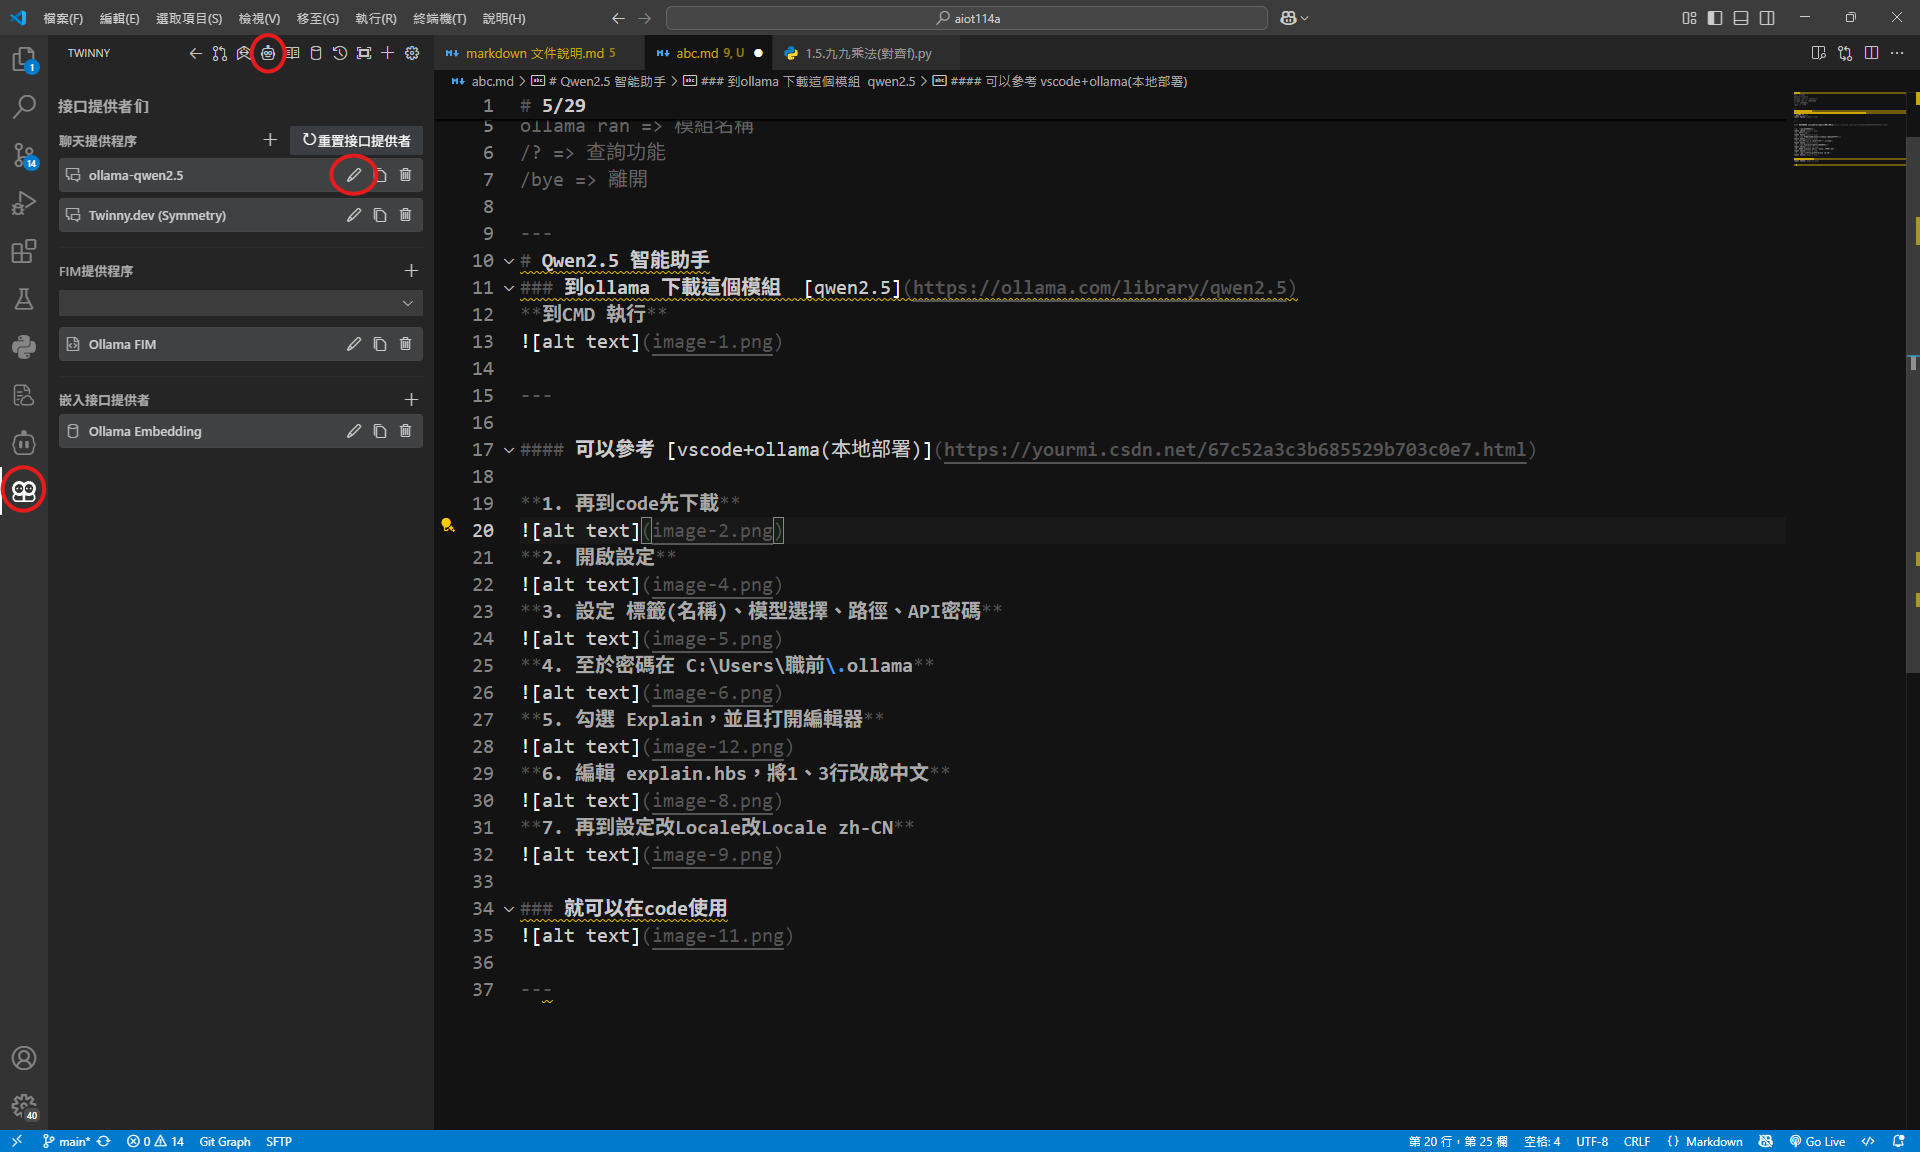 檔案(F) 編輯(E) 選取項目(S) 檢視(V) 移至(G) 執行(R) 終端機(T) 說明(H)
aiot114a
TWINNY
接口提供者们
聊天提供程序
重置接口提供者
ollama-qwen2.5
Twinny.dev (Symmetry)
FIM提供程序
Ollama FIM
嵌入接口提供者
Ollama Embedding
1
14
40
markdown 文件說明.md 5
abc.md 9, U
1.5.九九乘法(對齊f).py
abc.md > # Qwen2.5 智能助手 > ### 到ollama 下載這個模組 qwen2.5 > #### 可以參考 vscode+ollama(本地部署)
1 # 5/29
5 ollama ran => 模組名稱
6 /? => 查詢功能
7 /bye => 離開
8
9 ---
10 # Qwen2.5 智能助手
11 ### 到ollama 下載這個模組  [qwen2.5](https://ollama.com/library/qwen2.5)
12 **到CMD 執行**
13 ![alt text](image-1.png)
14
15 ---
16
17 #### 可以參考 [vscode+ollama(本地部署)](https://yourmi.csdn.net/67c52a3c3b685529b703c0e7.html)
18
19 **1. 再到code先下載**
20 ![alt text](image-2.png)
21 **2. 開啟設定**
22 ![alt text](image-4.png)
23 **3. 設定 標籤(名稱)、模型選擇、路徑、API密碼**
24 ![alt text](image-5.png)
25 **4. 至於密碼在 C:\Users\職前\.ollama**
26 ![alt text](image-6.png)
27 **5. 勾選 Explain，並且打開編輯器**
28 ![alt text](image-12.png)
29 **6. 編輯 explain.hbs，將1、3行改成中文**
30 ![alt text](image-8.png)
31 **7. 再到設定改Locale改Locale zh-CN**
32 ![alt text](image-9.png)
33
34 ### 就可以在code使用
35 ![alt text](image-11.png)
36
37 ---
main* 0 14 Git Graph SFTP
第 20 行，第 25 欄 空格: 4 UTF-8 CRLF {} Markdown Go Live